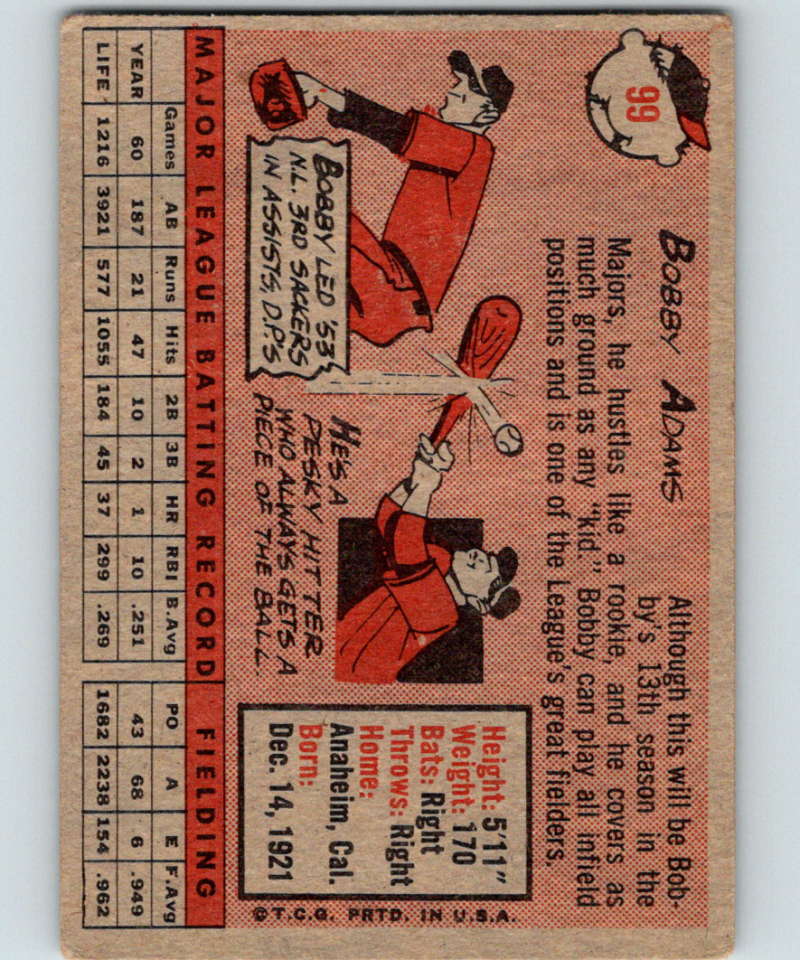 99
BOBBY ADAMS
Although this will be Bob-
by's 13th season in the
Majors, he hustles like a rookie, and he covers as
much ground as any "kid." Bobby can play all infield
positions and is one of the League's great fielders.
BOBBY LED '53
N.L. 3RD SACKERS
IN ASSISTS, D.P.'S
HE'S A
PESKY HITTER
WHO ALWAYS GETS A
PIECE OF THE BALL.
Height: 5'11"
Weight: 170
Bats: Right
Throws: Right
Home:
Anaheim, Cal.
Born:
Dec. 14, 1921
©T.C.G. PRTD. IN U.S.A.
MAJOR LEAGUE BATTING RECORD FIELDING
Games AB Runs Hits 2B 3B HR RBI B.Avg PO A E F.Avg
YEAR 60 187 21 47 10 2 1 10 .251 43 68 6 .949
LIFE 1216 3921 577 1055 184 45 37 299 .269 1682 2238 154 .962